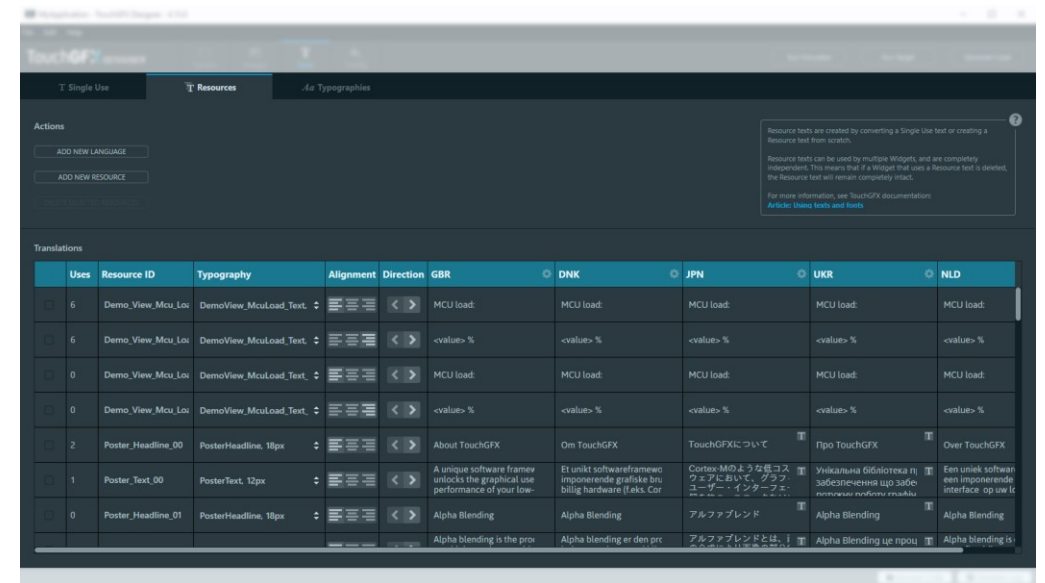 TouchGFX DESIGNER
Single Use
Resources
Aa Typographies
Actions
ADD NEW LANGUAGE
ADD NEW RESOURCE
?
Resource texts are created by converting a Single Use text or creating a
Resource text from scratch.
Resource texts can be used by multiple Widgets, and are completely
independent. This means that if a Widget that uses a Resource text is deleted,
the Resource text will remain completely intact.
For more information, see TouchGFX documentation:
Article: Using texts and fonts
Translations
Uses Resource ID Typography Alignment Direction GBR DNK JPN UKR NLD
6 Demo_View_Mcu_Loa DemoView_McuLoad_Text, MCU load: MCU load: MCU load: MCU load: MCU load:
6 Demo_View_Mcu_Loa DemoView_McuLoad_Text, <value> % <value> % <value> % <value> % <value> %
0 Demo_View_Mcu_Loa DemoView_McuLoad_Text_ MCU load: MCU load: MCU load: MCU load: MCU load:
0 Demo_View_Mcu_Loa DemoView_McuLoad_Text_ <value> % <value> % <value> % <value> % <value> %
2 Poster_Headline_00 PosterHeadline, 18px About TouchGFX Om TouchGFX TouchGFXについて Про TouchGFX Over TouchGFX
1 Poster_Text_00 PosterText, 12px
A unique software framew
unlocks the graphical use
performance of your low-
Et unikt softwareframewo
imponerende grafiske bru
billig hardware (f.eks. Cor
Cortex-Mのような低コス
ウェアにおいて、グラフ
ユーザー・インターフェ
Унікальна бібліотека п
забезпечення що забе
Een uniek software
een imponerende
interface op uw lo
0 Poster_Headline_01 PosterHeadline, 18px Alpha Blending Alpha Blending アルファブレンド Alpha Blending Alpha Blending
Alpha blending is the pro Alpha blending er den pro アルファブレンドとは、 Alpha Blending це проц Alpha blending is